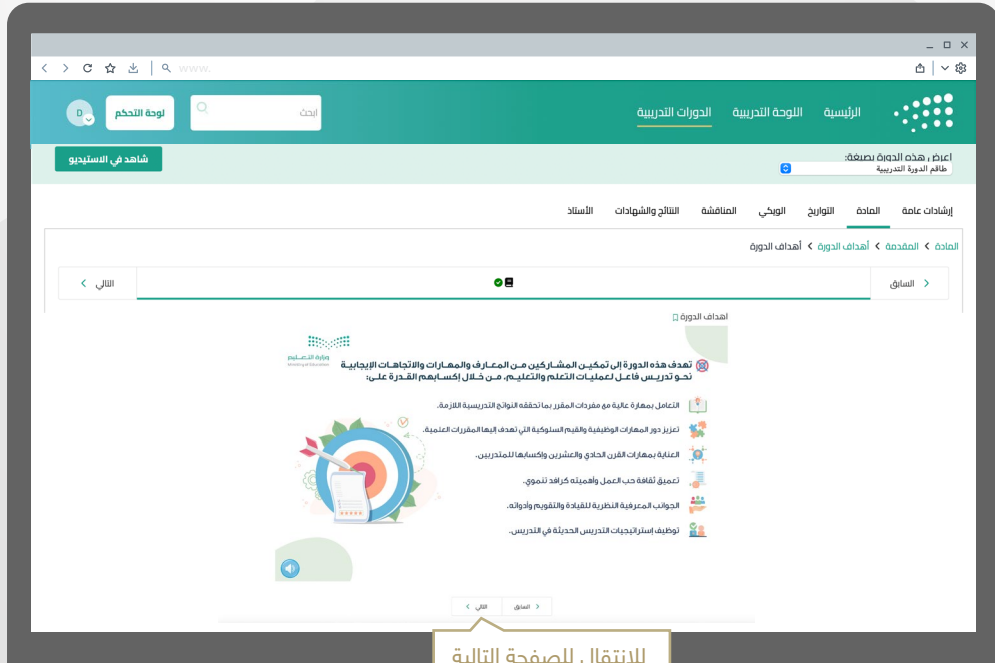 www.
الرئيسية
اللوحة التدريبية
الدورات التدريبية
ابحث
لوحة التحكم
D
اعرض هذه الدورة بصيغة:
طاقم الدورة التدريبية
شاهد في الاستيديو
إرشادات عامة
المادة
التواريخ
الويكي
المناقشة
النتائج والشهادات
الأستاذ
المادة > المقدمة > أهداف الدورة > أهداف الدورة
السابق
التالي
اهداف الدورة
وزارة التعليم
Ministry of Education
تهدف هذه الدورة إلى تمكين المشاركين من المعارف والمهارات والاتجاهات الإيجابية
نحو تدريس فاعل لعمليات التعلم والتعليم، من خلال إكسابهم القدرة على:
التعامل بمهارة عالية مع مفردات المقرر بما تحققه النواتج التدريسية اللازمة.
تعزيز دور المهارات الوظيفية والقيم السلوكية التي تهدف إليها المقررات العلمية.
العناية بمهارات القرن الحادي والعشرين وإكسابها للمتدربين.
تعميق ثقافة حب العمل وأهميته كرافد تنموي.
الجوانب المعرفية النظرية للقيادة والتقويم وأدواته.
توظيف إستراتيجيات التدريس الحديثة في التدريس.
السابق
التالي
للانتقال للصفحة التالية